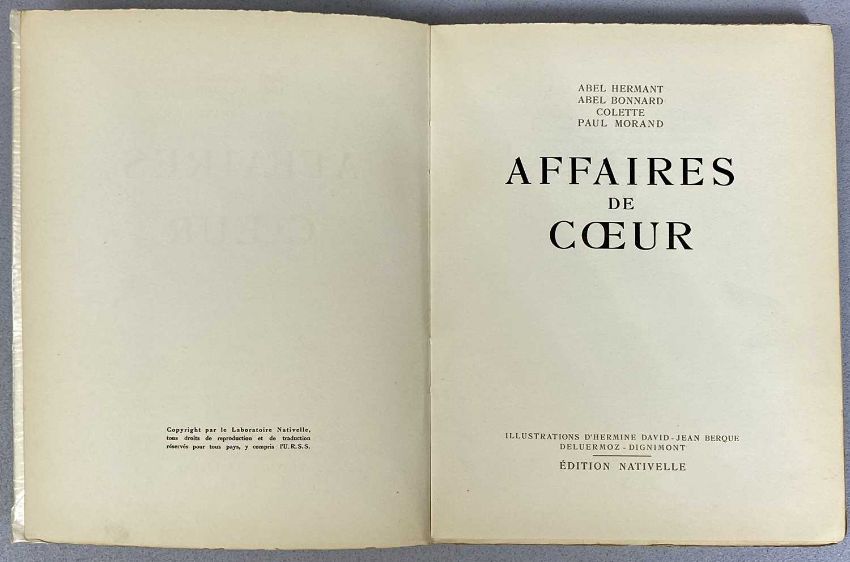 Copyright par le Laboratoire Nativelle,
tous droits de reproduction et de traduction
réservés pour tous pays, y compris l'U.R.S.S.
ABEL HERMANT
ABEL BONNARD
COLETTE
PAUL MORAND
AFFAIRES
DE
CŒUR
ILLUSTRATIONS D'HERMINE DAVID-JEAN BERQUE
DELUERMOZ-DIGNIMONT
ÉDITION NATIVELLE